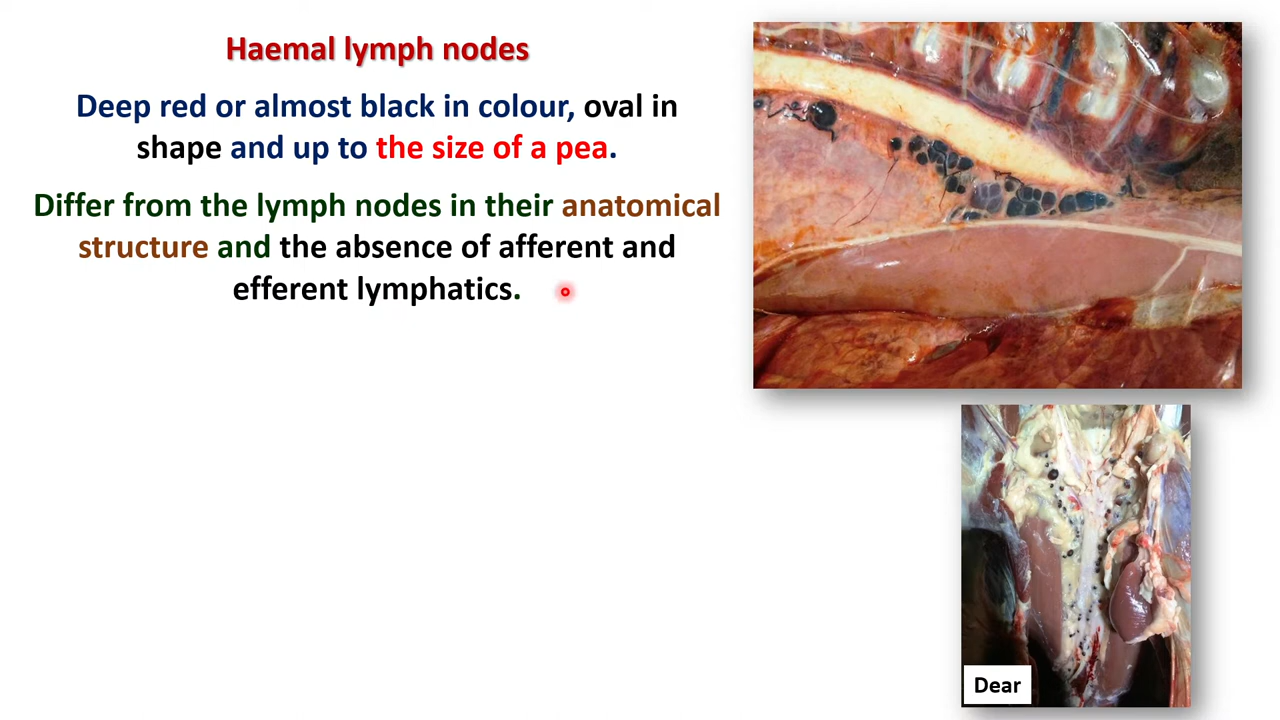 Haemal lymph nodes
Deep red or almost black in colour, oval in
shape and up to the size of a pea.
Differ from the lymph nodes in their anatomical
structure and the absence of afferent and
efferent lymphatics.
Dear